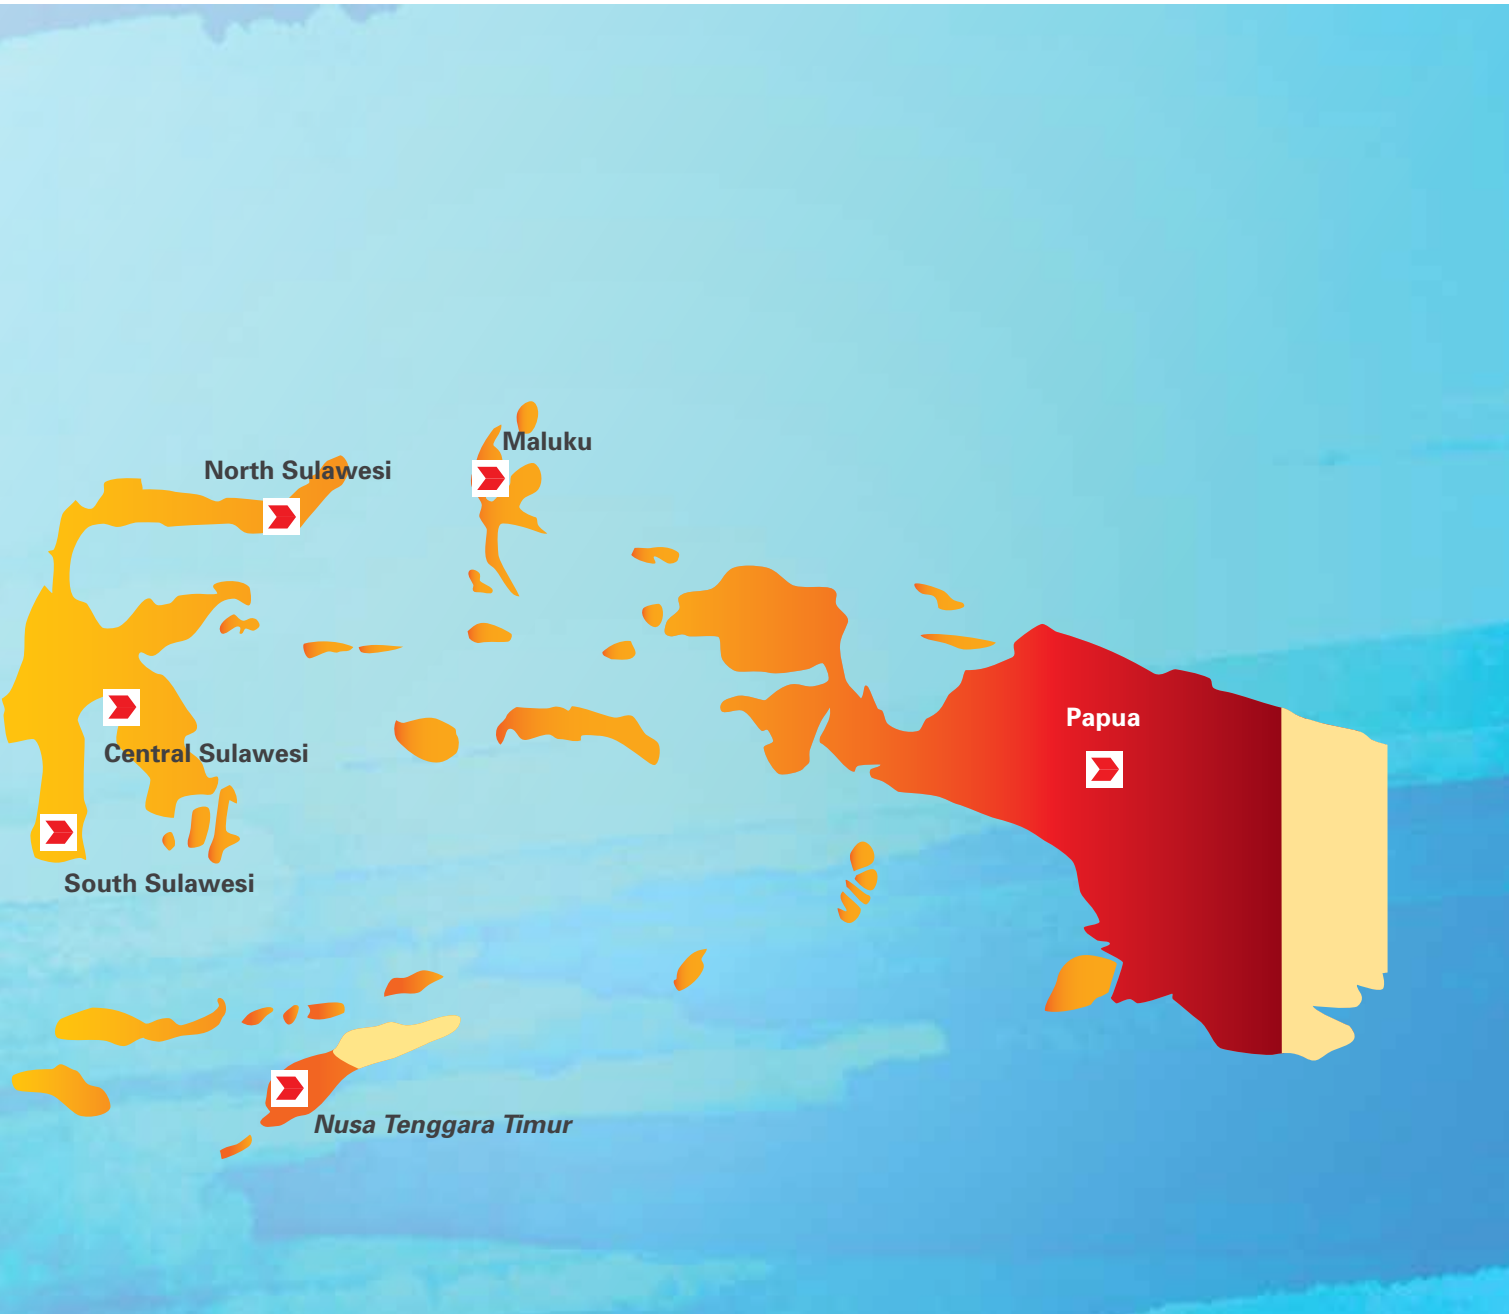 Maluku
North Sulawesi
Papua
Central Sulawesi
South Sulawesi
Nusa Tenggara Timur